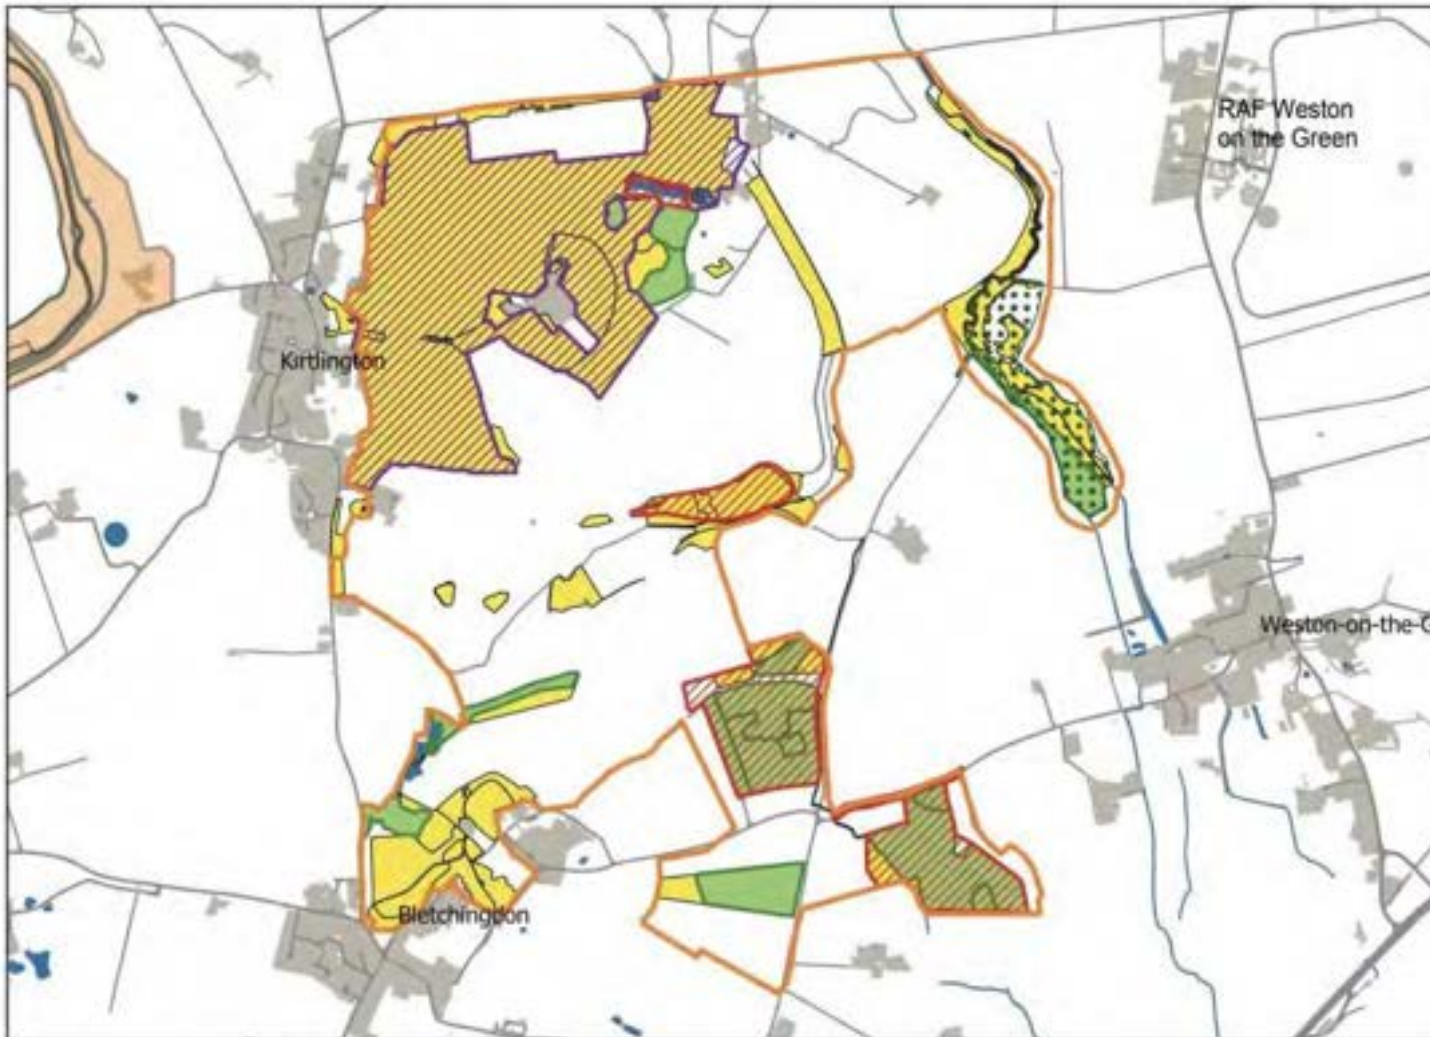 RAF Weston
on the Green
Kirtlington
Weston-on-the-G
Bletchingdon